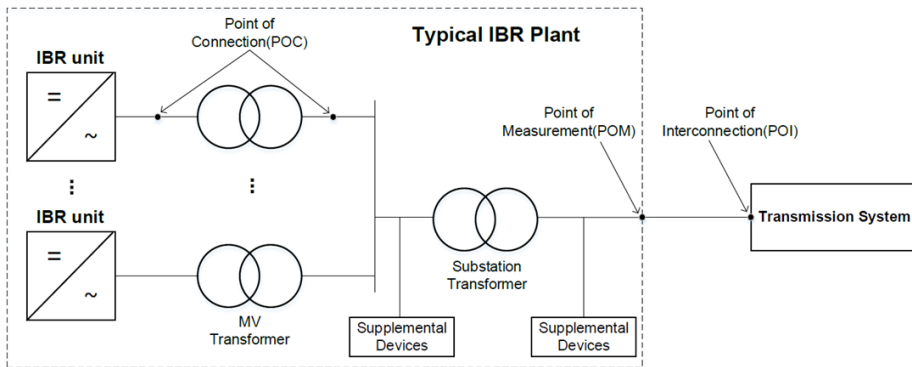 Typical IBR Plant
Point of
Connection(POC)
IBR unit
=
~
Point of
Measurement(POM)
Point of
Interconnection(POI)
IBR unit
=
~
Transmission System
Substation
Transformer
MV
Transformer
Supplemental
Devices
Supplemental
Devices